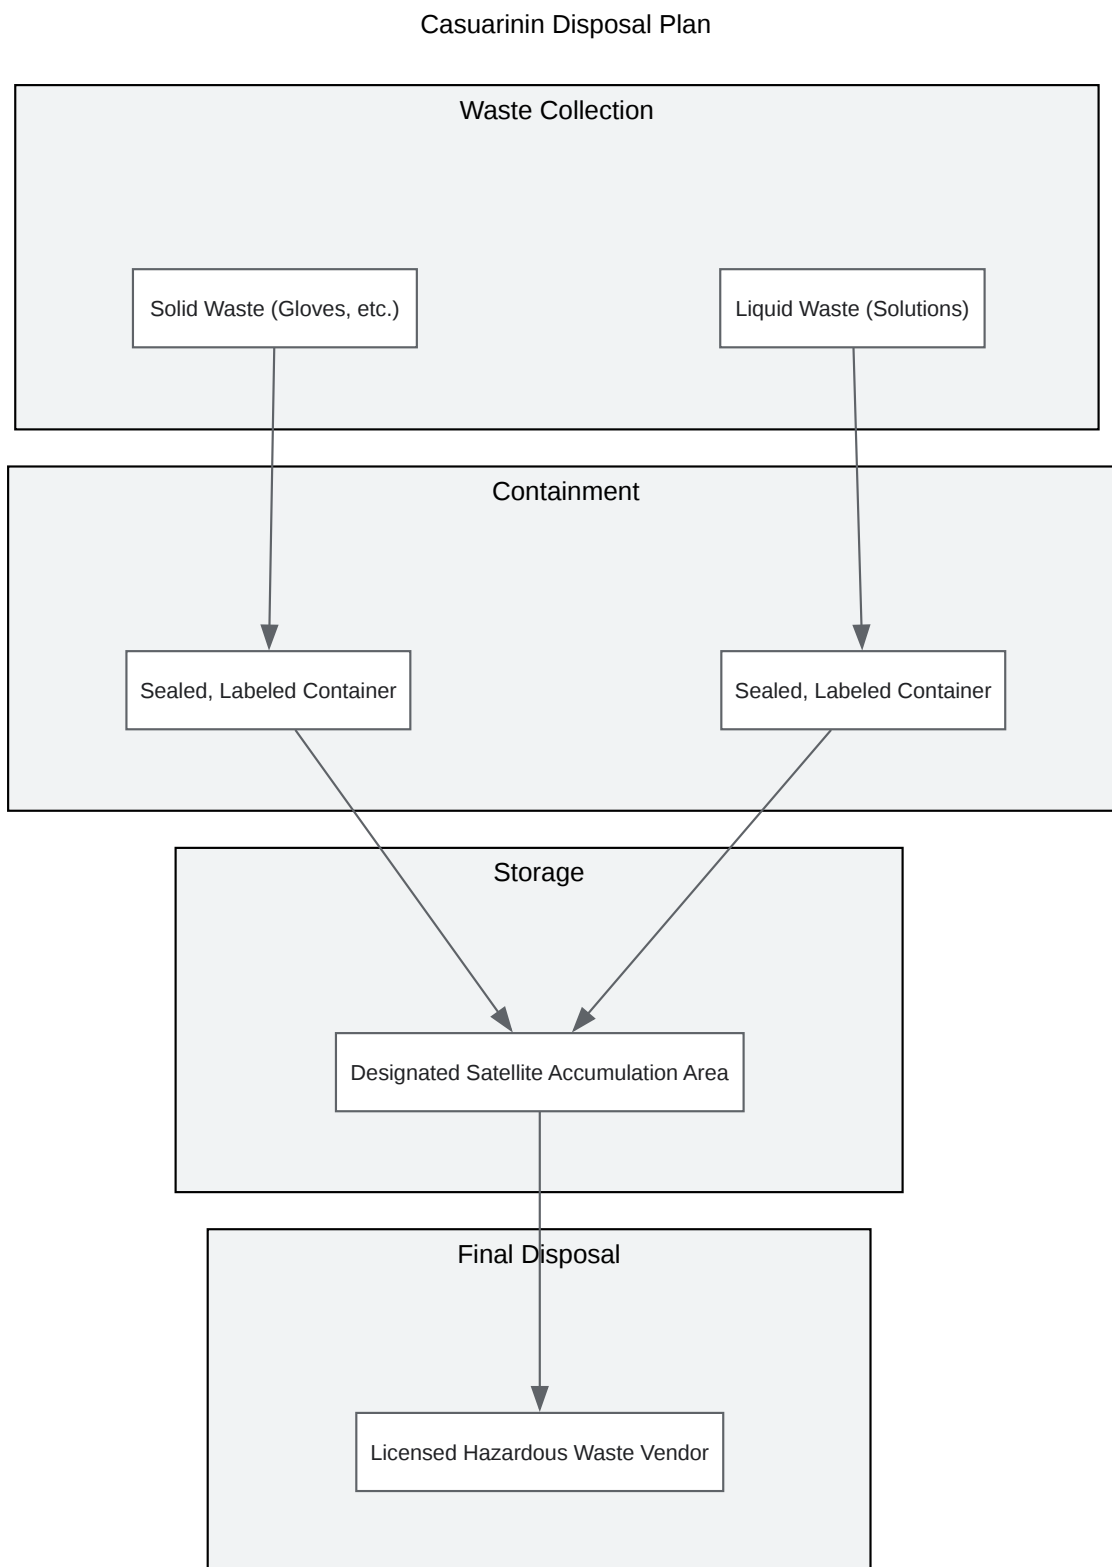 Casuarinin Disposal Plan
Waste Collection
Solid Waste (Gloves, etc.)
Liquid Waste (Solutions)
Containment
Sealed, Labeled Container
Sealed, Labeled Container
Storage
Designated Satellite Accumulation Area
Final Disposal
Licensed Hazardous Waste Vendor